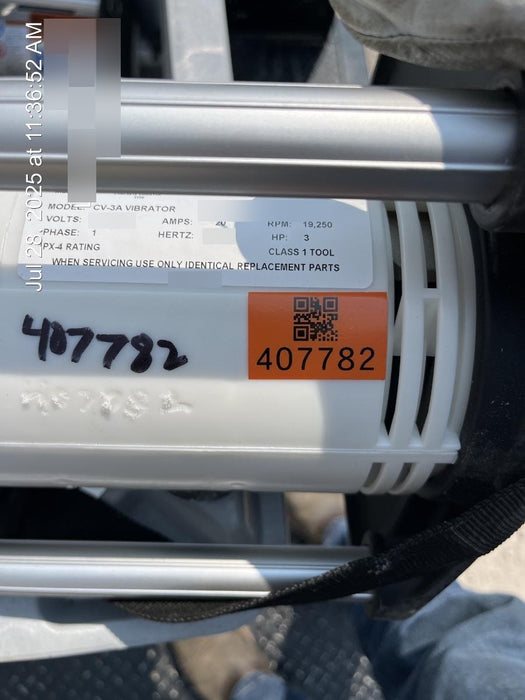 Jul 28, 2025 at 11:36:52 AM
MODEL: CV-3A VIBRATOR
VOLTS: AMPS: 20 RPM: 19,250
PHASE: 1 HERTZ: HP: 3
IPX-4 RATING CLASS 1 TOOL
WHEN SERVICING USE ONLY IDENTICAL REPLACEMENT PARTS
407782
407782